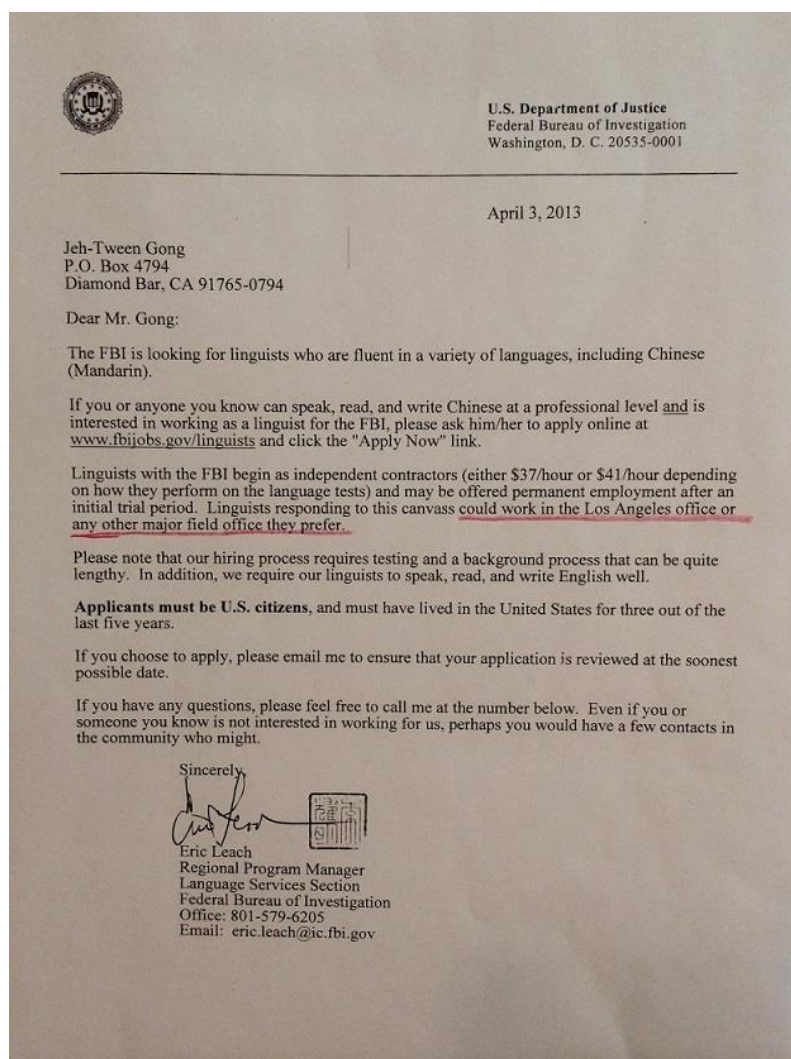 U.S. Department of Justice
Federal Bureau of Investigation
Washington, D. C. 20535-0001
April 3, 2013
Jeh-Tween Gong
P.O. Box 4794
Diamond Bar, CA 91765-0794
Dear Mr. Gong:
The FBI is looking for linguists who are fluent in a variety of languages, including Chinese
(Mandarin).
If you or anyone you know can speak, read, and write Chinese at a professional level and is
interested in working as a linguist for the FBI, please ask him/her to apply online at
www.fbijobs.gov/linguists and click the "Apply Now" link.
Linguists with the FBI begin as independent contractors (either $37/hour or $41/hour depending
on how they perform on the language tests) and may be offered permanent employment after an
initial trial period. Linguists responding to this canvass could work in the Los Angeles office or
any other major field office they prefer.
Please note that our hiring process requires testing and a background process that can be quite
lengthy. In addition, we require our linguists to speak, read, and write English well.
Applicants must be U.S. citizens, and must have lived in the United States for three out of the
last five years.
If you choose to apply, please email me to ensure that your application is reviewed at the soonest
possible date.
If you have any questions, please feel free to call me at the number below. Even if you or
someone you know is not interested in working for us, perhaps you would have a few contacts in
the community who might.
Sincerely,
Eric Leach
Regional Program Manager
Language Services Section
Federal Bureau of Investigation
Office: 801-579-6205
Email: eric.leach@ic.fbi.gov